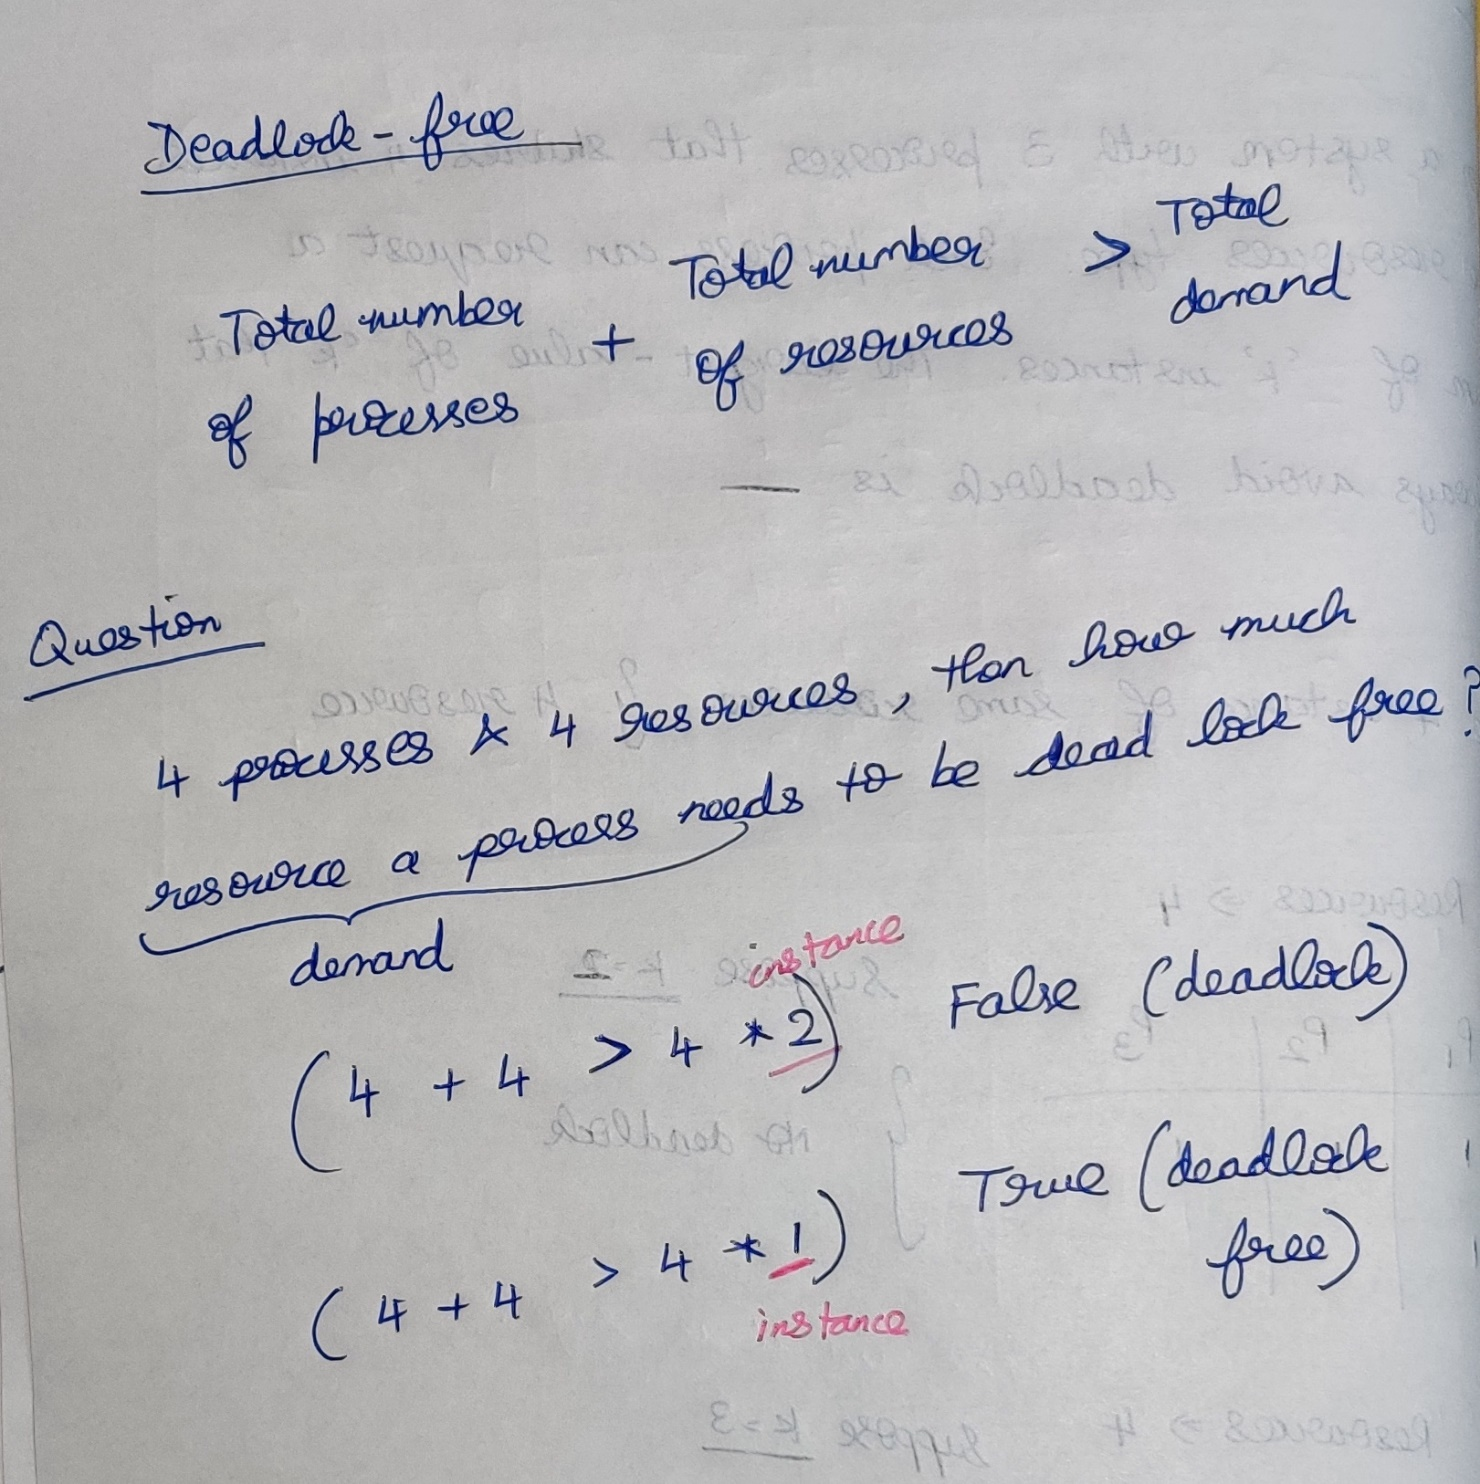 Deadlock-free
Total number + Total number > Total
of processes of resources demand
Question
4 processes & 4 resources, then how much
resource a process needs to be dead lock free?
demand
instance
(4 + 4 > 4 * 2) False (deadlock)
(4 + 4 > 4 * 1) True (deadlock
free)
instance